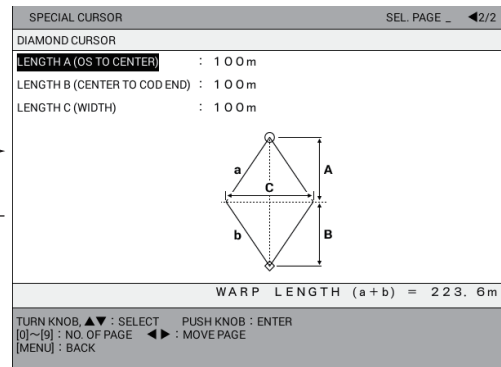 SPECIAL CURSOR SEL. PAGE _ ◀2/2
DIAMOND CURSOR
LENGTH A (OS TO CENTER) : 100m
LENGTH B (CENTER TO COD END) : 100m
LENGTH C (WIDTH) : 100m
a A
C
b B
WARP LENGTH (a+b) = 223. 6m
TURN KNOB, ▲▼ : SELECT PUSH KNOB : ENTER
[0]~[9] : NO. OF PAGE ◀ ▶ : MOVE PAGE
[MENU] : BACK